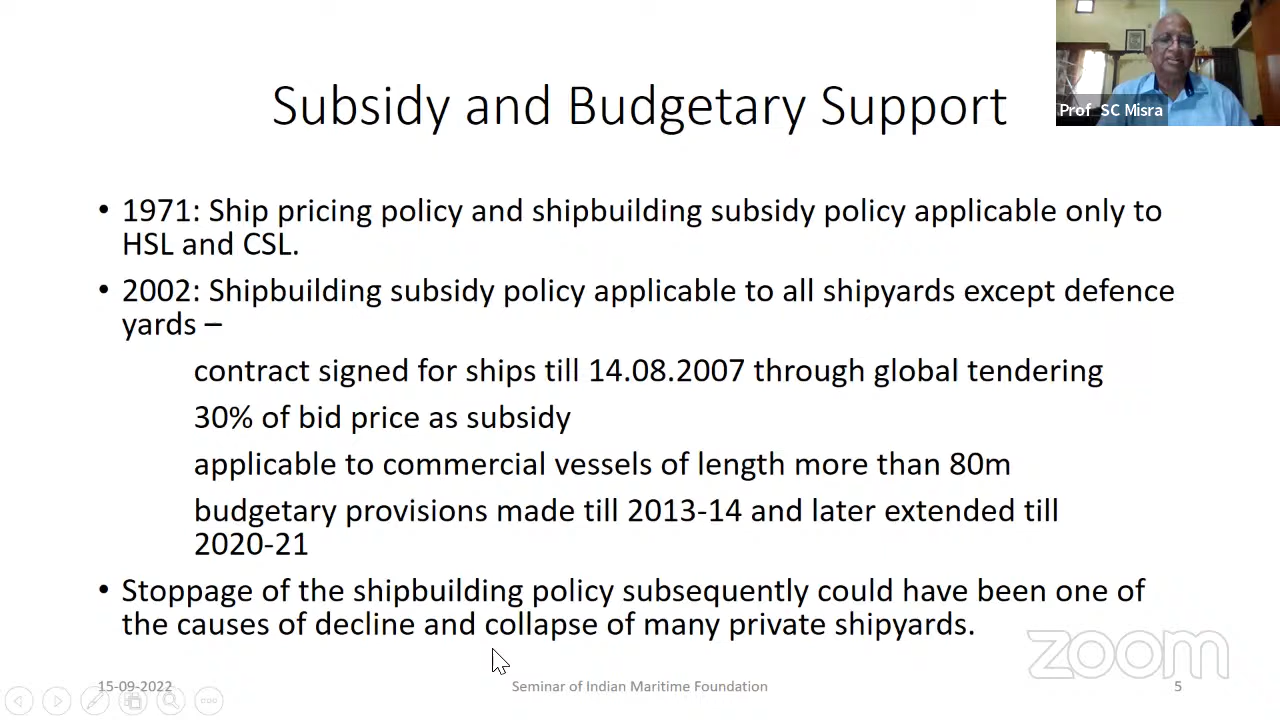 Subsidy and Budgetary Support
Prof SC Misra
• 1971: Ship pricing policy and shipbuilding subsidy policy applicable only to
HSL and CSL.
• 2002: Shipbuilding subsidy policy applicable to all shipyards except defence
yards –
contract signed for ships till 14.08.2007 through global tendering
30% of bid price as subsidy
applicable to commercial vessels of length more than 80m
budgetary provisions made till 2013-14 and later extended till
2020-21
• Stoppage of the shipbuilding policy subsequently could have been one of
the causes of decline and collapse of many private shipyards.
zoom
15-09-2022
Seminar of Indian Maritime Foundation
5